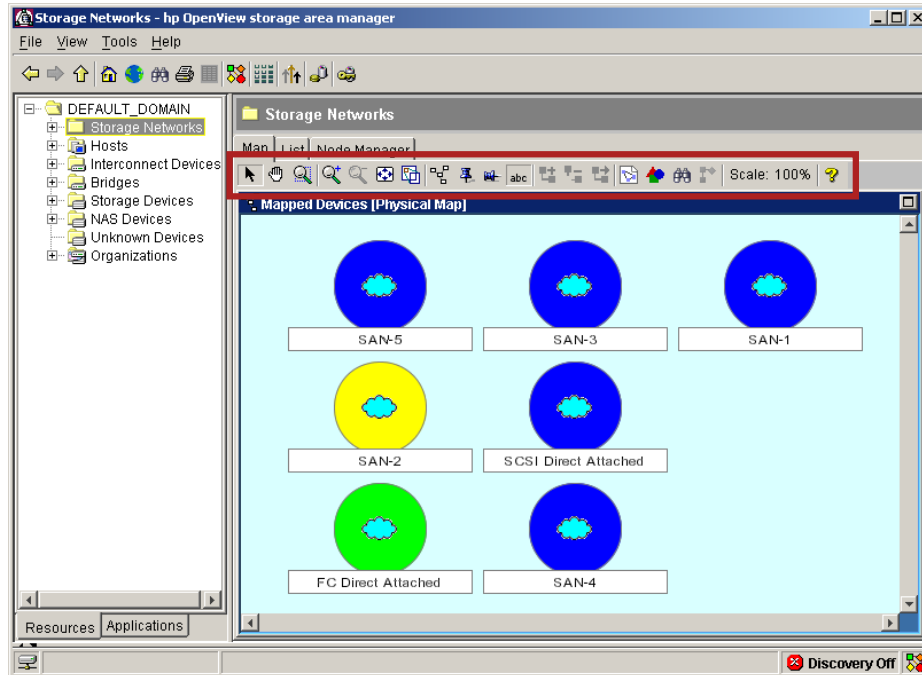 Storage Networks - hp OpenView storage area manager
File View Tools Help
DEFAULT_DOMAIN
Storage Networks
Hosts
Interconnect Devices
Bridges
Storage Devices
NAS Devices
Unknown Devices
Organizations
Resources Applications
Storage Networks
Map List Node Manager
abc Scale: 100% ?
Mapped Devices [Physical Map]
SAN-5 SAN-3 SAN-1
SAN-2 SCSI Direct Attached
FC Direct Attached SAN-4
Discovery Off